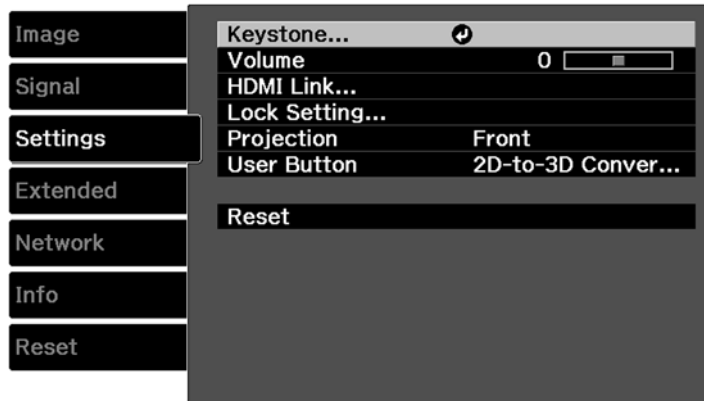 Image
Signal
Settings
Extended
Network
Info
Reset
Keystone...
Volume 0
HDMI Link...
Lock Setting...
Projection Front
User Button 2D-to-3D Conver...
Reset